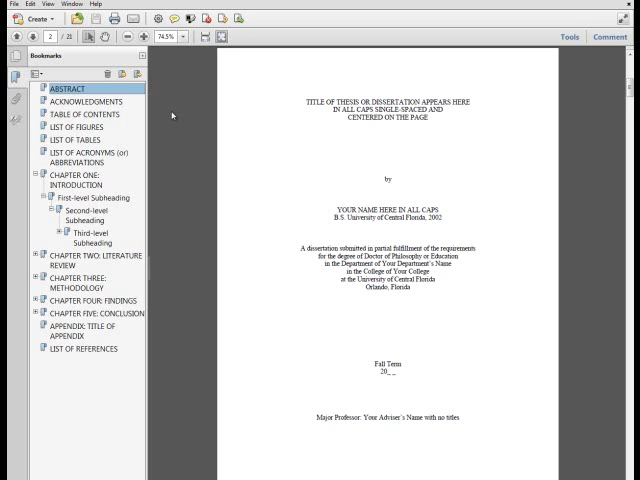 File Edit View Window Help
Create
2 / 21
74.5%
Tools
Comment
Bookmarks
ABSTRACT
ACKNOWLEDGMENTS
TABLE OF CONTENTS
LIST OF FIGURES
LIST OF TABLES
LIST OF ACRONYMS (or)
ABBREVIATIONS
CHAPTER ONE:
INTRODUCTION
First-level Subheading
Second-level
Subheading
Third-level
Subheading
CHAPTER TWO: LITERATURE
REVIEW
CHAPTER THREE:
METHODOLOGY
CHAPTER FOUR: FINDINGS
CHAPTER FIVE: CONCLUSION
APPENDIX: TITLE OF
APPENDIX
LIST OF REFERENCES
TITLE OF THESIS OR DISSERTATION APPEARS HERE
IN ALL CAPS SINGLE-SPACED AND
CENTERED ON THE PAGE
by
YOUR NAME HERE IN ALL CAPS
B.S. University of Central Florida, 2002
A dissertation submitted in partial fulfillment of the requirements
for the degree of Doctor of Philosophy or Education
in the Department of Your Department's Name
in the College of Your College
at the University of Central Florida
Orlando, Florida
Fall Term
20_ _
Major Professor: Your Adviser's Name with no titles